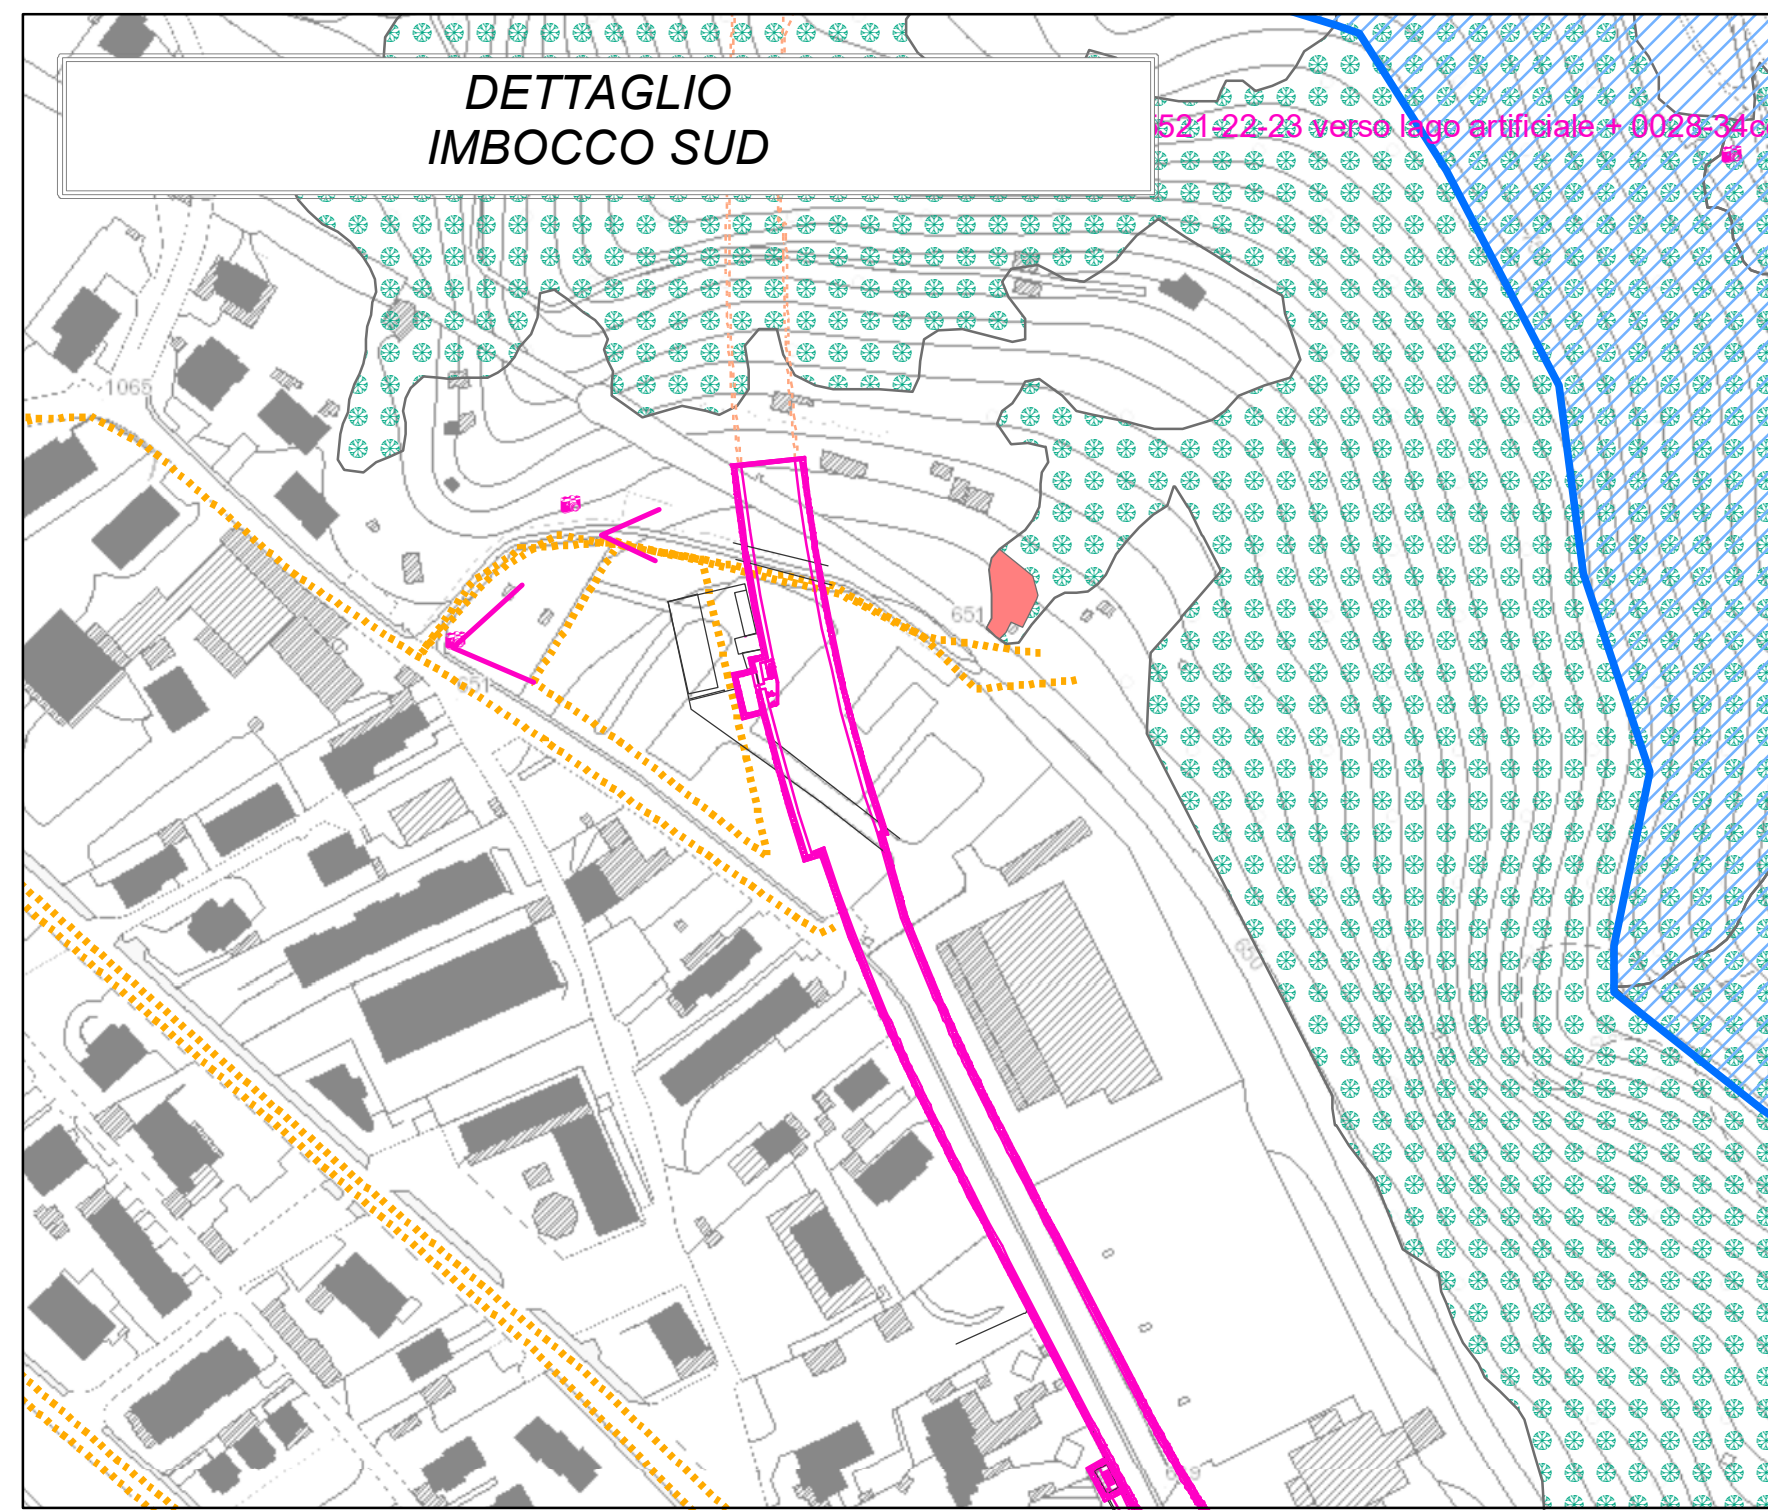 DETTAGLIO
IMBOCCO SUD
521-22-23 verso lago artificiale + 0028-34c
1065
651
651